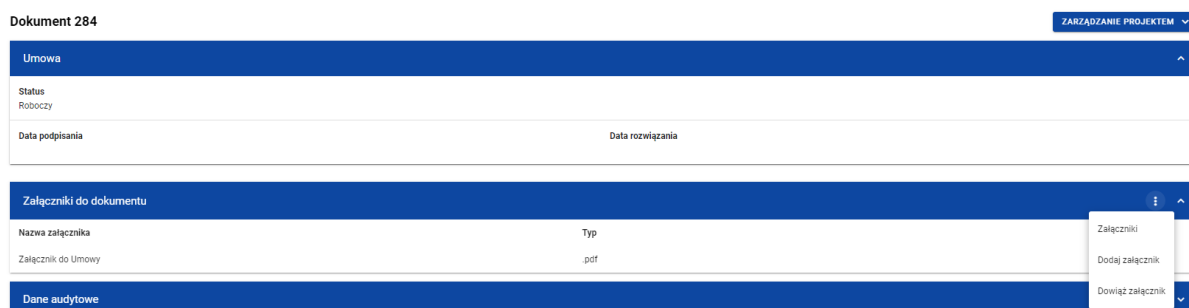 Dokument 284
ZARZĄDZANIE PROJEKTEM
Umowa
Status
Roboczy
Data podpisania Data rozwiązania
Załączniki do dokumentu
Nazwa załącznika Typ
Załączniki
Załącznik do Umowy .pdf
Dodaj załącznik
Dowiąż załącznik
Dane audytowe